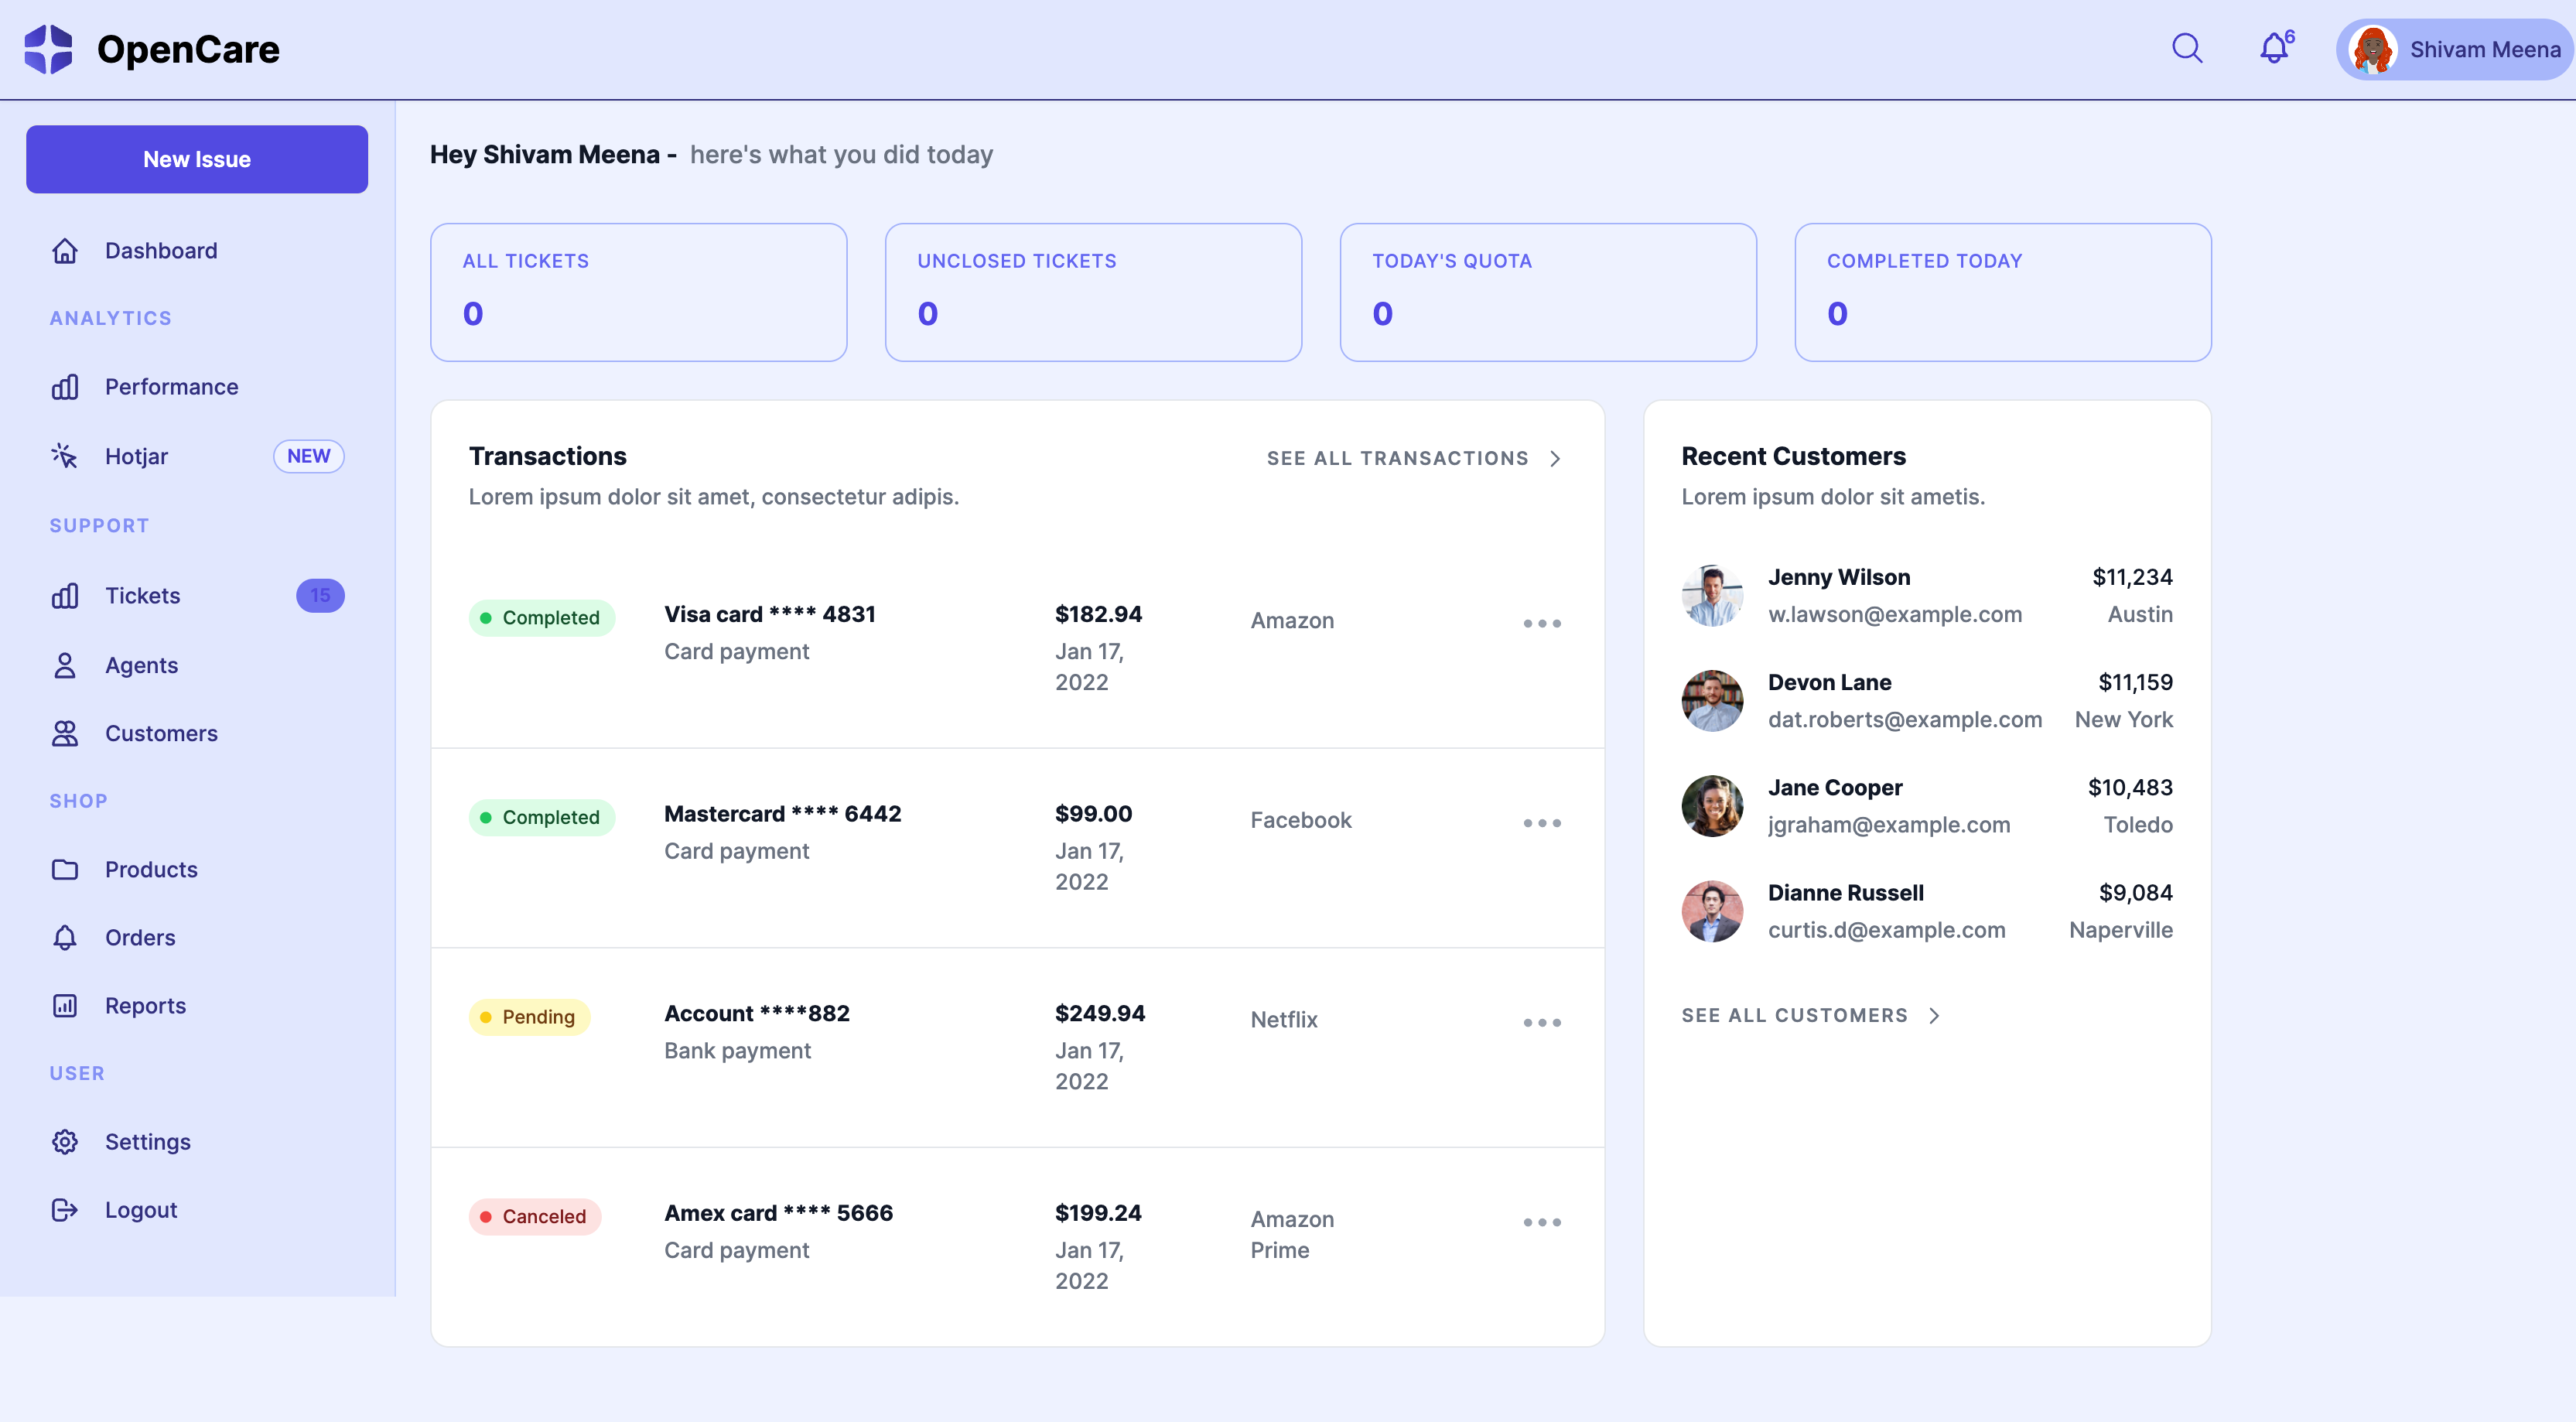 OpenCare
6
Shivam Meena
New Issue
Dashboard
ANALYTICS
Performance
Hotjar NEW
SUPPORT
Tickets 15
Agents
Customers
SHOP
Products
Orders
Reports
USER
Settings
Logout
Hey Shivam Meena - here's what you did today
ALL TICKETS
0
UNCLOSED TICKETS
0
TODAY'S QUOTA
0
COMPLETED TODAY
0
Transactions
SEE ALL TRANSACTIONS
Lorem ipsum dolor sit amet, consectetur adipis.
Completed Visa card **** 4831 $182.94 Amazon
Card payment Jan 17,
2022
Completed Mastercard **** 6442 $99.00 Facebook
Card payment Jan 17,
2022
Pending Account ****882 $249.94 Netflix
Bank payment Jan 17,
2022
Canceled Amex card **** 5666 $199.24 Amazon
Card payment Jan 17, Prime
2022
Recent Customers
Lorem ipsum dolor sit ametis.
Jenny Wilson $11,234
w.lawson@example.com Austin
Devon Lane $11,159
dat.roberts@example.com New York
Jane Cooper $10,483
jgraham@example.com Toledo
Dianne Russell $9,084
curtis.d@example.com Naperville
SEE ALL CUSTOMERS